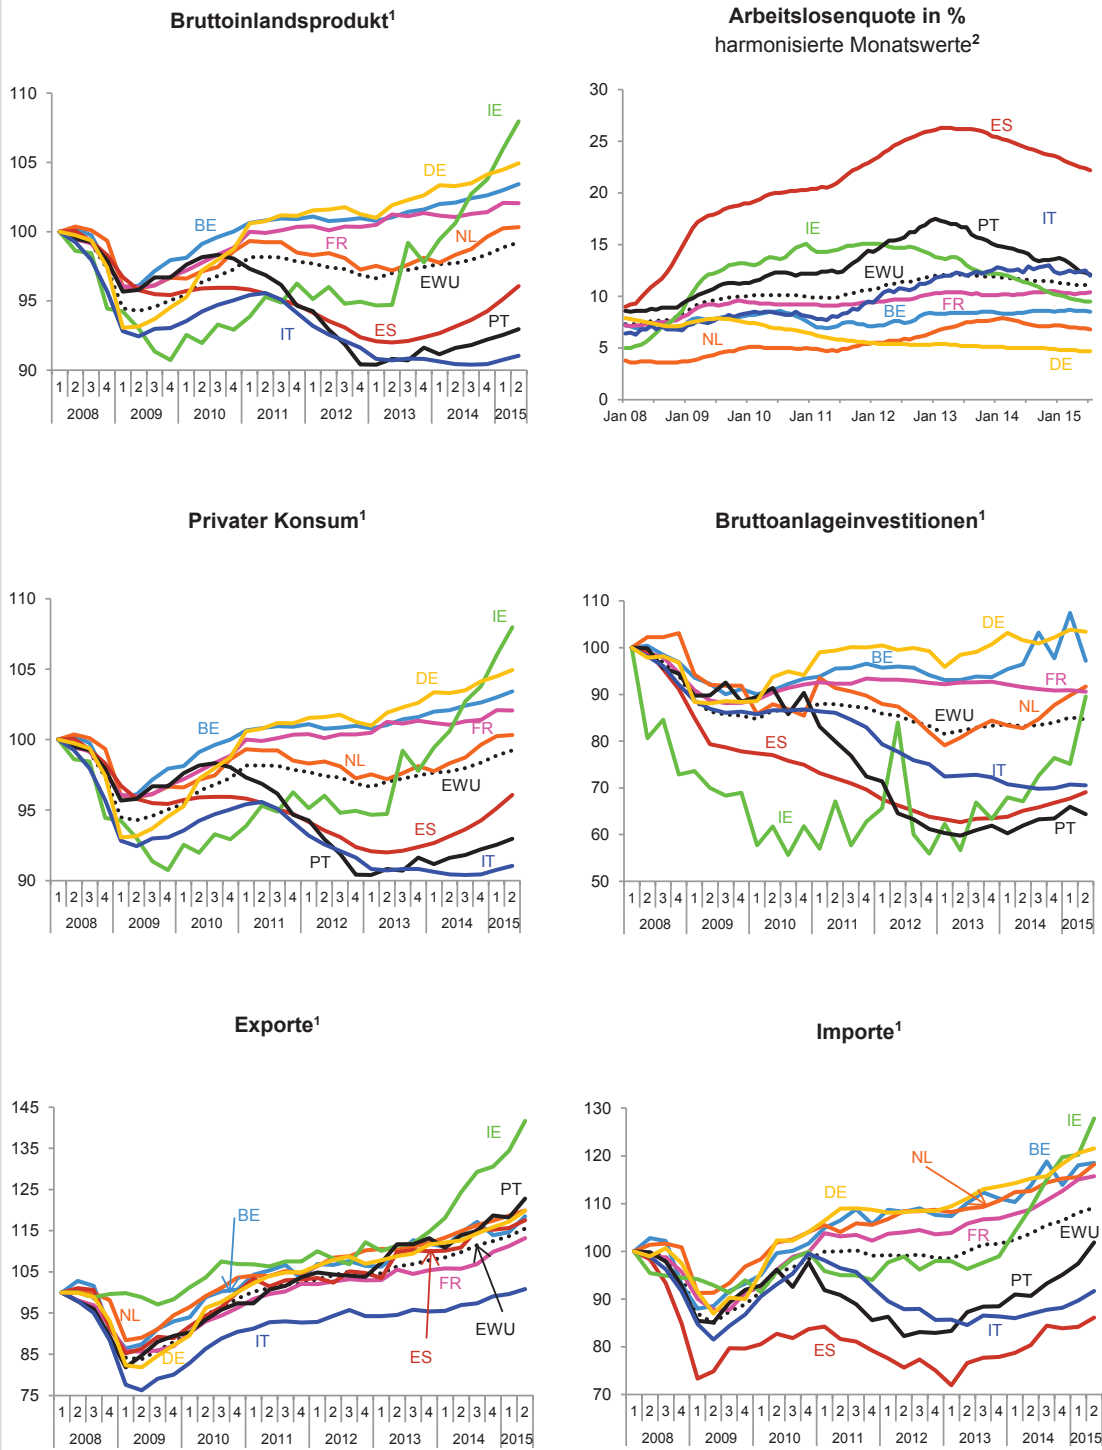 Bruttoinlandsprodukt¹
110
105
100
95
90
IE
DE
BE
FR
NL
EWU
ES
PT
IT
1 2 3 4 1 2 3 4 1 2 3 4 1 2 3 4 1 2 3 4 1 2 3 4 1 2 3 4 1 2
2008 2009 2010 2011 2012 2013 2014 2015
Arbeitslosenquote in %
harmonisierte Monatswerte²
30
25
20
15
10
5
0
ES
PT
IT
IE
EWU
FR
BE
NL
DE
Jan 08 Jan 09 Jan 10 Jan 11 Jan 12 Jan 13 Jan 14 Jan 15
Privater Konsum¹
110
105
100
95
90
IE
DE
BE
FR
NL
EWU
ES
PT
IT
1 2 3 4 1 2 3 4 1 2 3 4 1 2 3 4 1 2 3 4 1 2 3 4 1 2 3 4 1 2
2008 2009 2010 2011 2012 2013 2014 2015
Bruttoanlageinvestitionen¹
110
100
90
80
70
60
50
DE
BE
FR
NL
EWU
ES
IT
IE
PT
1 2 3 4 1 2 3 4 1 2 3 4 1 2 3 4 1 2 3 4 1 2 3 4 1 2 3 4 1 2
2008 2009 2010 2011 2012 2013 2014 2015
Exporte¹
145
135
125
115
105
95
85
75
IE
PT
BE
NL
FR
EWU
IT
DE
ES
1 2 3 4 1 2 3 4 1 2 3 4 1 2 3 4 1 2 3 4 1 2 3 4 1 2 3 4 1 2
2008 2009 2010 2011 2012 2013 2014 2015
Importe¹
130
120
110
100
90
80
70
IE
BE
NL
DE
FR
EWU
PT
IT
ES
1 2 3 4 1 2 3 4 1 2 3 4 1 2 3 4 1 2 3 4 1 2 3 4 1 2 3 4 1 2
2008 2009 2010 2011 2012 2013 2014 2015